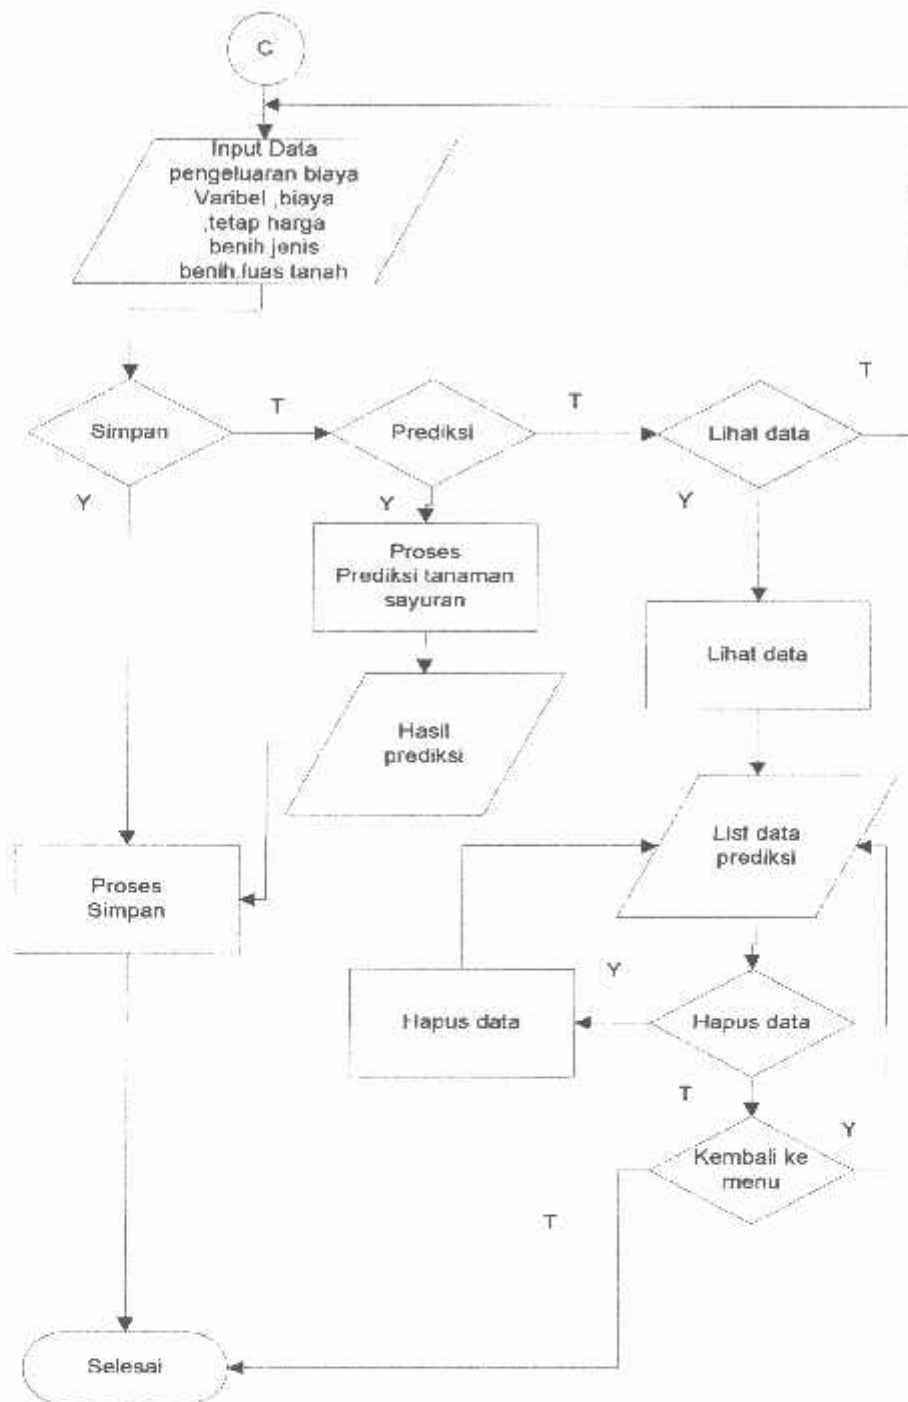 C
Input Data
pengeluaran biaya
Varibel ,biaya
,tetap harga
benih jenis
benih.luas tanah
Simpan
T
Prediksi
T
Lihat data
T
Y
Y
Y
Proses
Prediksi tanaman
sayuran
Lihat data
Hasil
prediksi
List data
prediksi
Proses
Simpan
Hapus data
Y
Hapus data
T
Kembali ke
menu
Y
T
Selesai